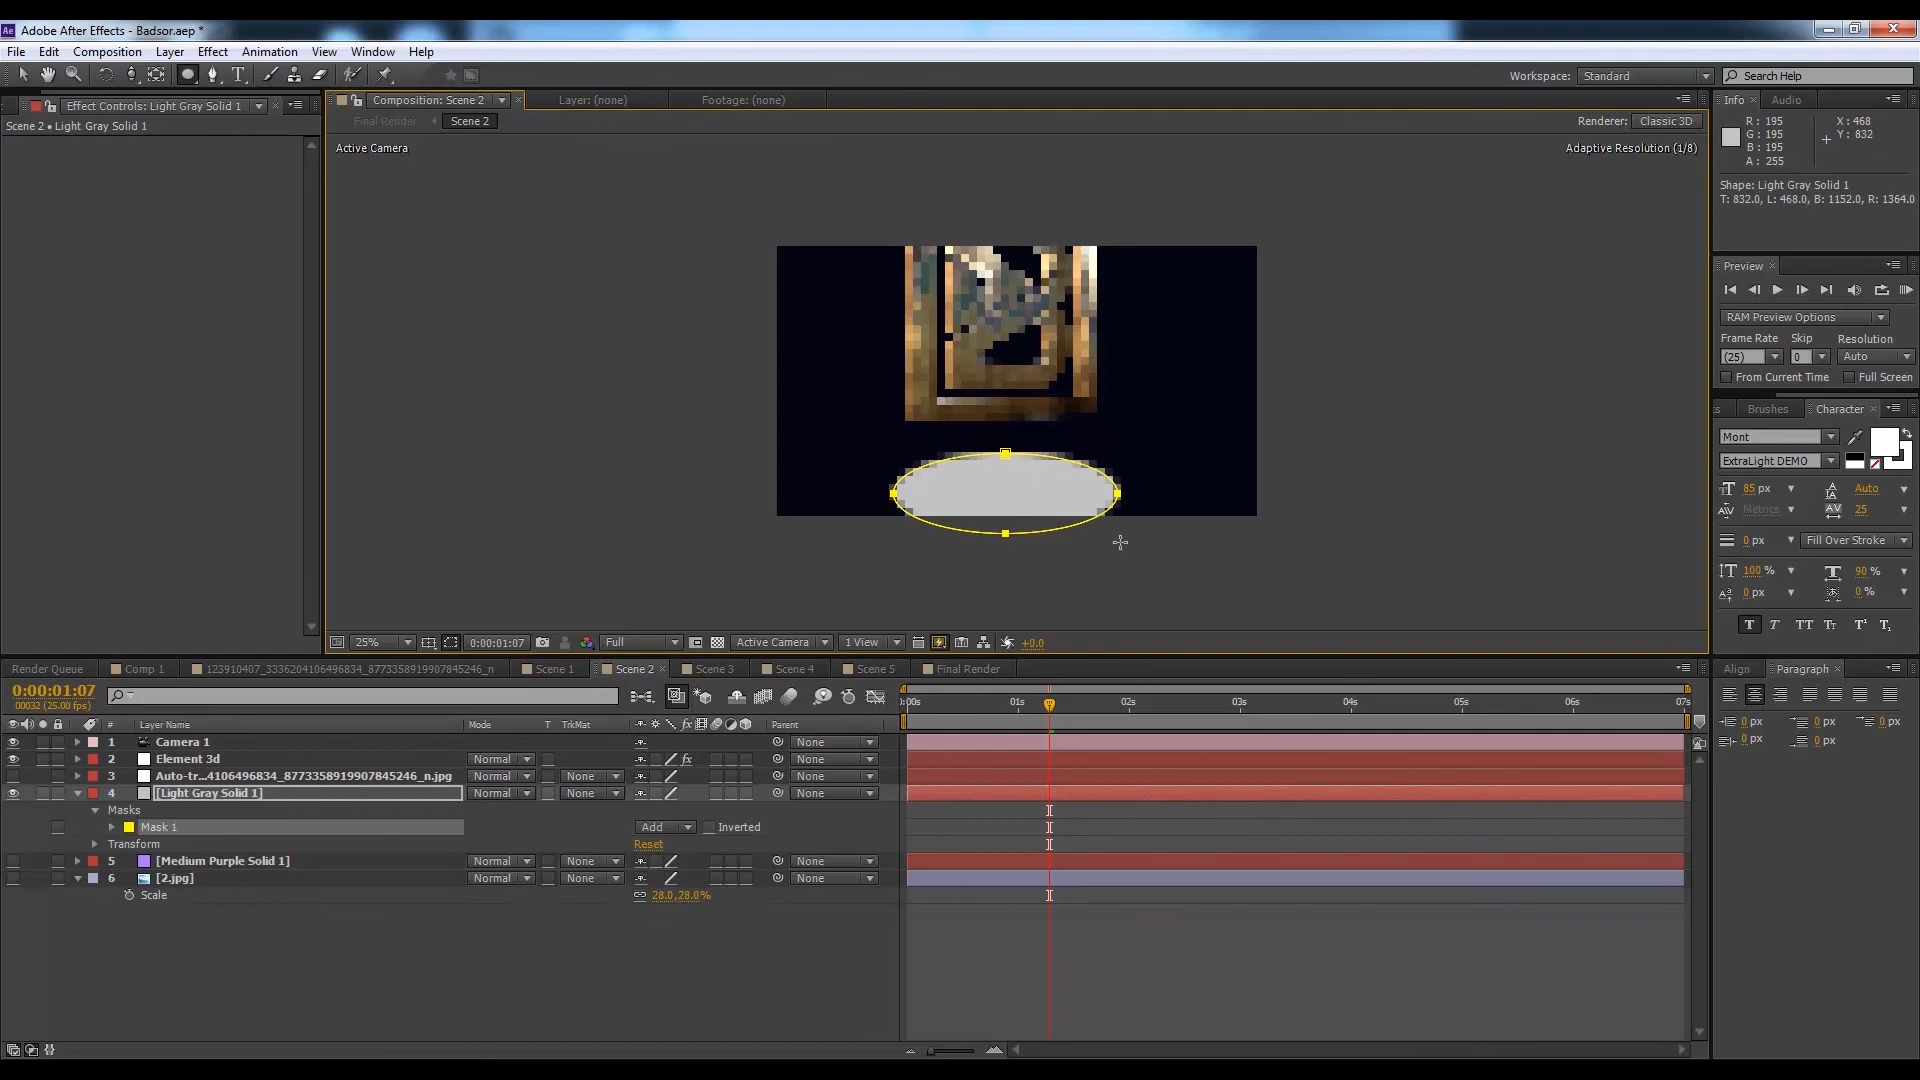 Ae Adobe After Effects - Badsor.aep *
File Edit Composition Layer Effect Animation View Window Help
Workspace: Standard Search Help
Effect Controls: Light Gray Solid 1
Scene 2 • Light Gray Solid 1
Composition: Scene 2 Layer: (none) Footage: (none)
Final Render Scene 2
Renderer: Classic 3D
Active Camera
Adaptive Resolution (1/8)
Info Audio
R : 195 X : 468
G : 195 Y : 832
B : 195
A : 255
Shape: Light Gray Solid 1
T: 832.0, L: 468.0, B: 1152.0, R: 1364.0
Preview
RAM Preview Options
Frame Rate Skip Resolution
(25) 0 Auto
From Current Time Full Screen
Brushes Character
Mont
ExtraLight DEMO
85 px Auto
Metrics 25
0 px Fill Over Stroke
100 % 90 %
0 px 0 %
T T TT Tt T¹ T₁
25% 0:00:01:07 Full Active Camera 1 View +0.0
Render Queue Comp 1 123910407_3336204106496834_8773358919907845246_n Scene 1 Scene 2 Scene 3 Scene 4 Scene 5 Final Render
Align Paragraph
0:00:01:07
00032 (25.00 fps)
0:00s 01s 02s 03s 04s 05s 06s 07s
# Layer Name Mode T TrkMat Parent
1 Camera 1 None
2 Element 3d Normal fx None
3 Auto-tr...4106496834_8773358919907845246_n.jpg Normal None None
4 [Light Gray Solid 1] Normal None None
Masks
Mask 1 Add Inverted
Transform Reset
5 [Medium Purple Solid 1] Normal None None
6 [2.jpg] Normal None None
Scale 28.0,28.0%
0 px 0 px 0 px
0 px 0 px